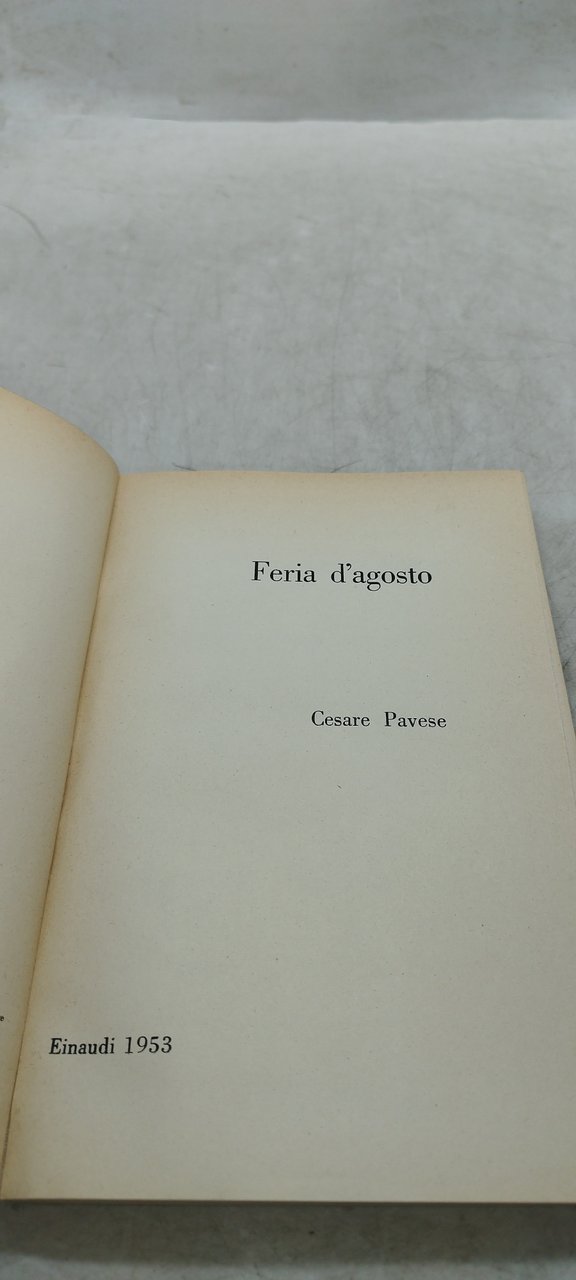 Feria d'agosto
Cesare Pavese
Einaudi 1953